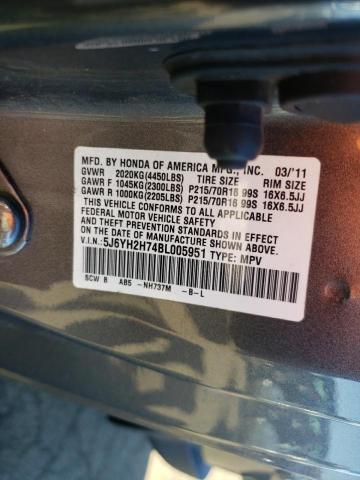 MFD. BY HONDA OF AMERICA MFG., INC. 03/'11
GVWR 2020KG(4450LBS) TIRE SIZE RIM SIZE
GAWR F 1045KG(2300LBS) P215/70R16 99S 16X6.5JJ
GAWR R 1000KG(2205LBS) P215/70R16 99S 16X6.5JJ
THIS VEHICLE CONFORMS TO ALL APPLICABLE
FEDERAL MOTOR VEHICLE SAFETY AND
THEFT PREVENTION STANDARDS IN EFFECT ON
THE DATE OF MANUFACTURE SHOWN ABOVE.
V.I.N:5J6YH2H74BL005951 TYPE: MPV
SCW B AB5 -NH737M -B-L